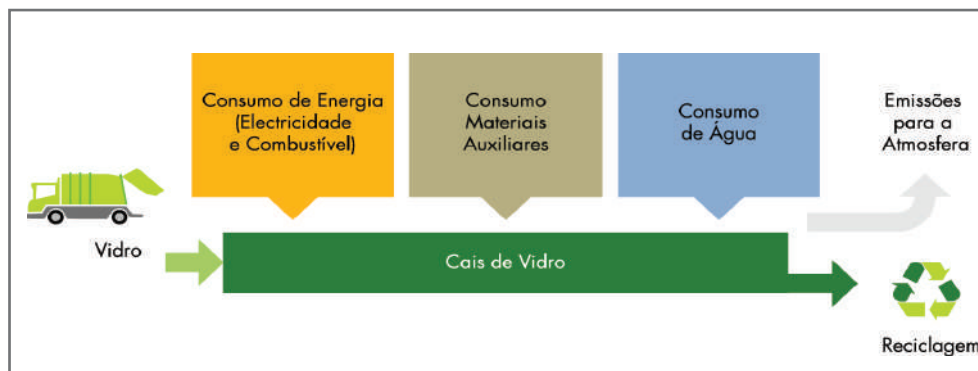 Consumo de Energia
(Electricidade
e Combustível)
Consumo
Materiais
Auxiliares
Consumo
de Água
Emissões
para a
Atmosfera
Vidro
Cais de Vidro
Reciclagem